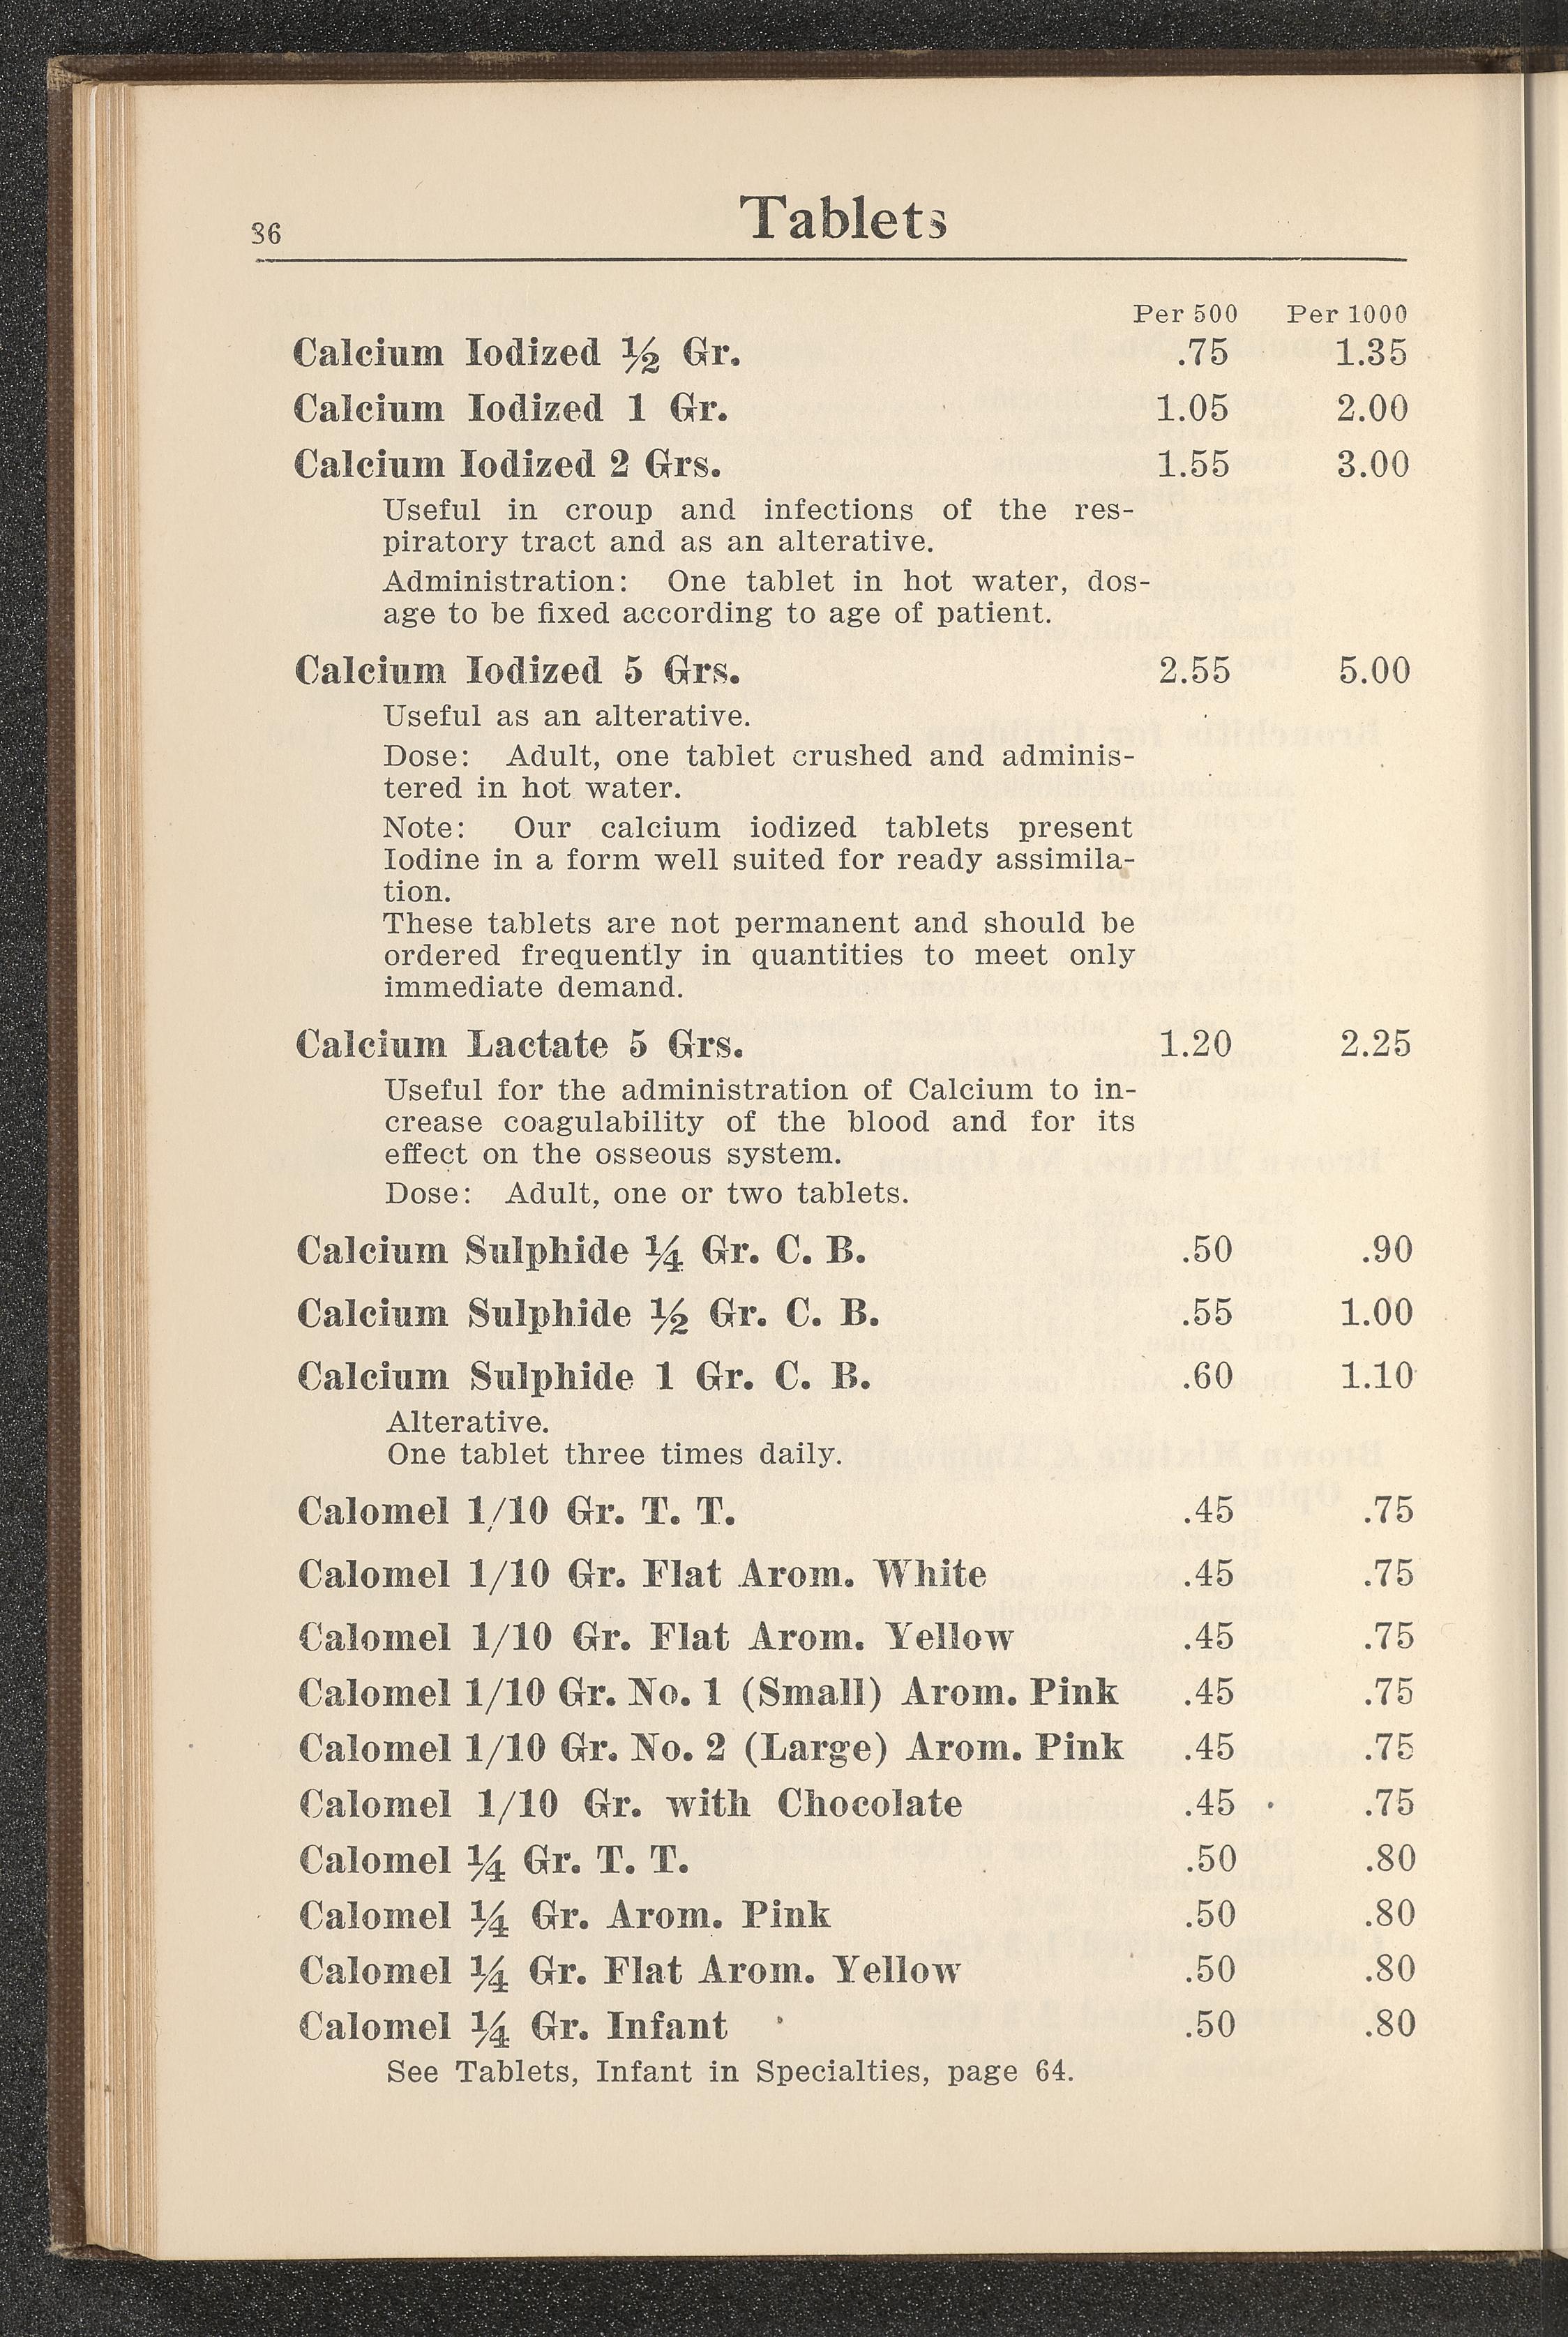 36
Tablets
Per 500 Per 1000
Calcium Iodized ½ Gr. .75 1.35
Calcium Iodized 1 Gr. 1.05 2.00
Calcium Iodized 2 Grs. 1.55 3.00
Useful in croup and infections of the res-
piratory tract and as an alterative.
Administration: One tablet in hot water, dos-
age to be fixed according to age of patient.
Calcium Iodized 5 Grs. 2.55 5.00
Useful as an alterative.
Dose: Adult, one tablet crushed and adminis-
tered in hot water.
Note: Our calcium iodized tablets present
Iodine in a form well suited for ready assimila-
tion.
These tablets are not permanent and should be
ordered frequently in quantities to meet only
immediate demand.
Calcium Lactate 5 Grs. 1.20 2.25
Useful for the administration of Calcium to in-
crease coagulability of the blood and for its
effect on the osseous system.
Dose: Adult, one or two tablets.
Calcium Sulphide ¼ Gr. C. B. .50 .90
Calcium Sulphide ½ Gr. C. B. .55 1.00
Calcium Sulphide 1 Gr. C. B. .60 1.10
Alterative.
One tablet three times daily.
Calomel 1/10 Gr. T. T. .45 .75
Calomel 1/10 Gr. Flat Arom. White .45 .75
Calomel 1/10 Gr. Flat Arom. Yellow .45 .75
Calomel 1/10 Gr. No. 1 (Small) Arom. Pink .45 .75
Calomel 1/10 Gr. No. 2 (Large) Arom. Pink .45 .75
Calomel 1/10 Gr. with Chocolate .45 .75
Calomel ¼ Gr. T. T. .50 .80
Calomel ¼ Gr. Arom. Pink .50 .80
Calomel ¼ Gr. Flat Arom. Yellow .50 .80
Calomel ¼ Gr. Infant .50 .80
See Tablets, Infant in Specialties, page 64.